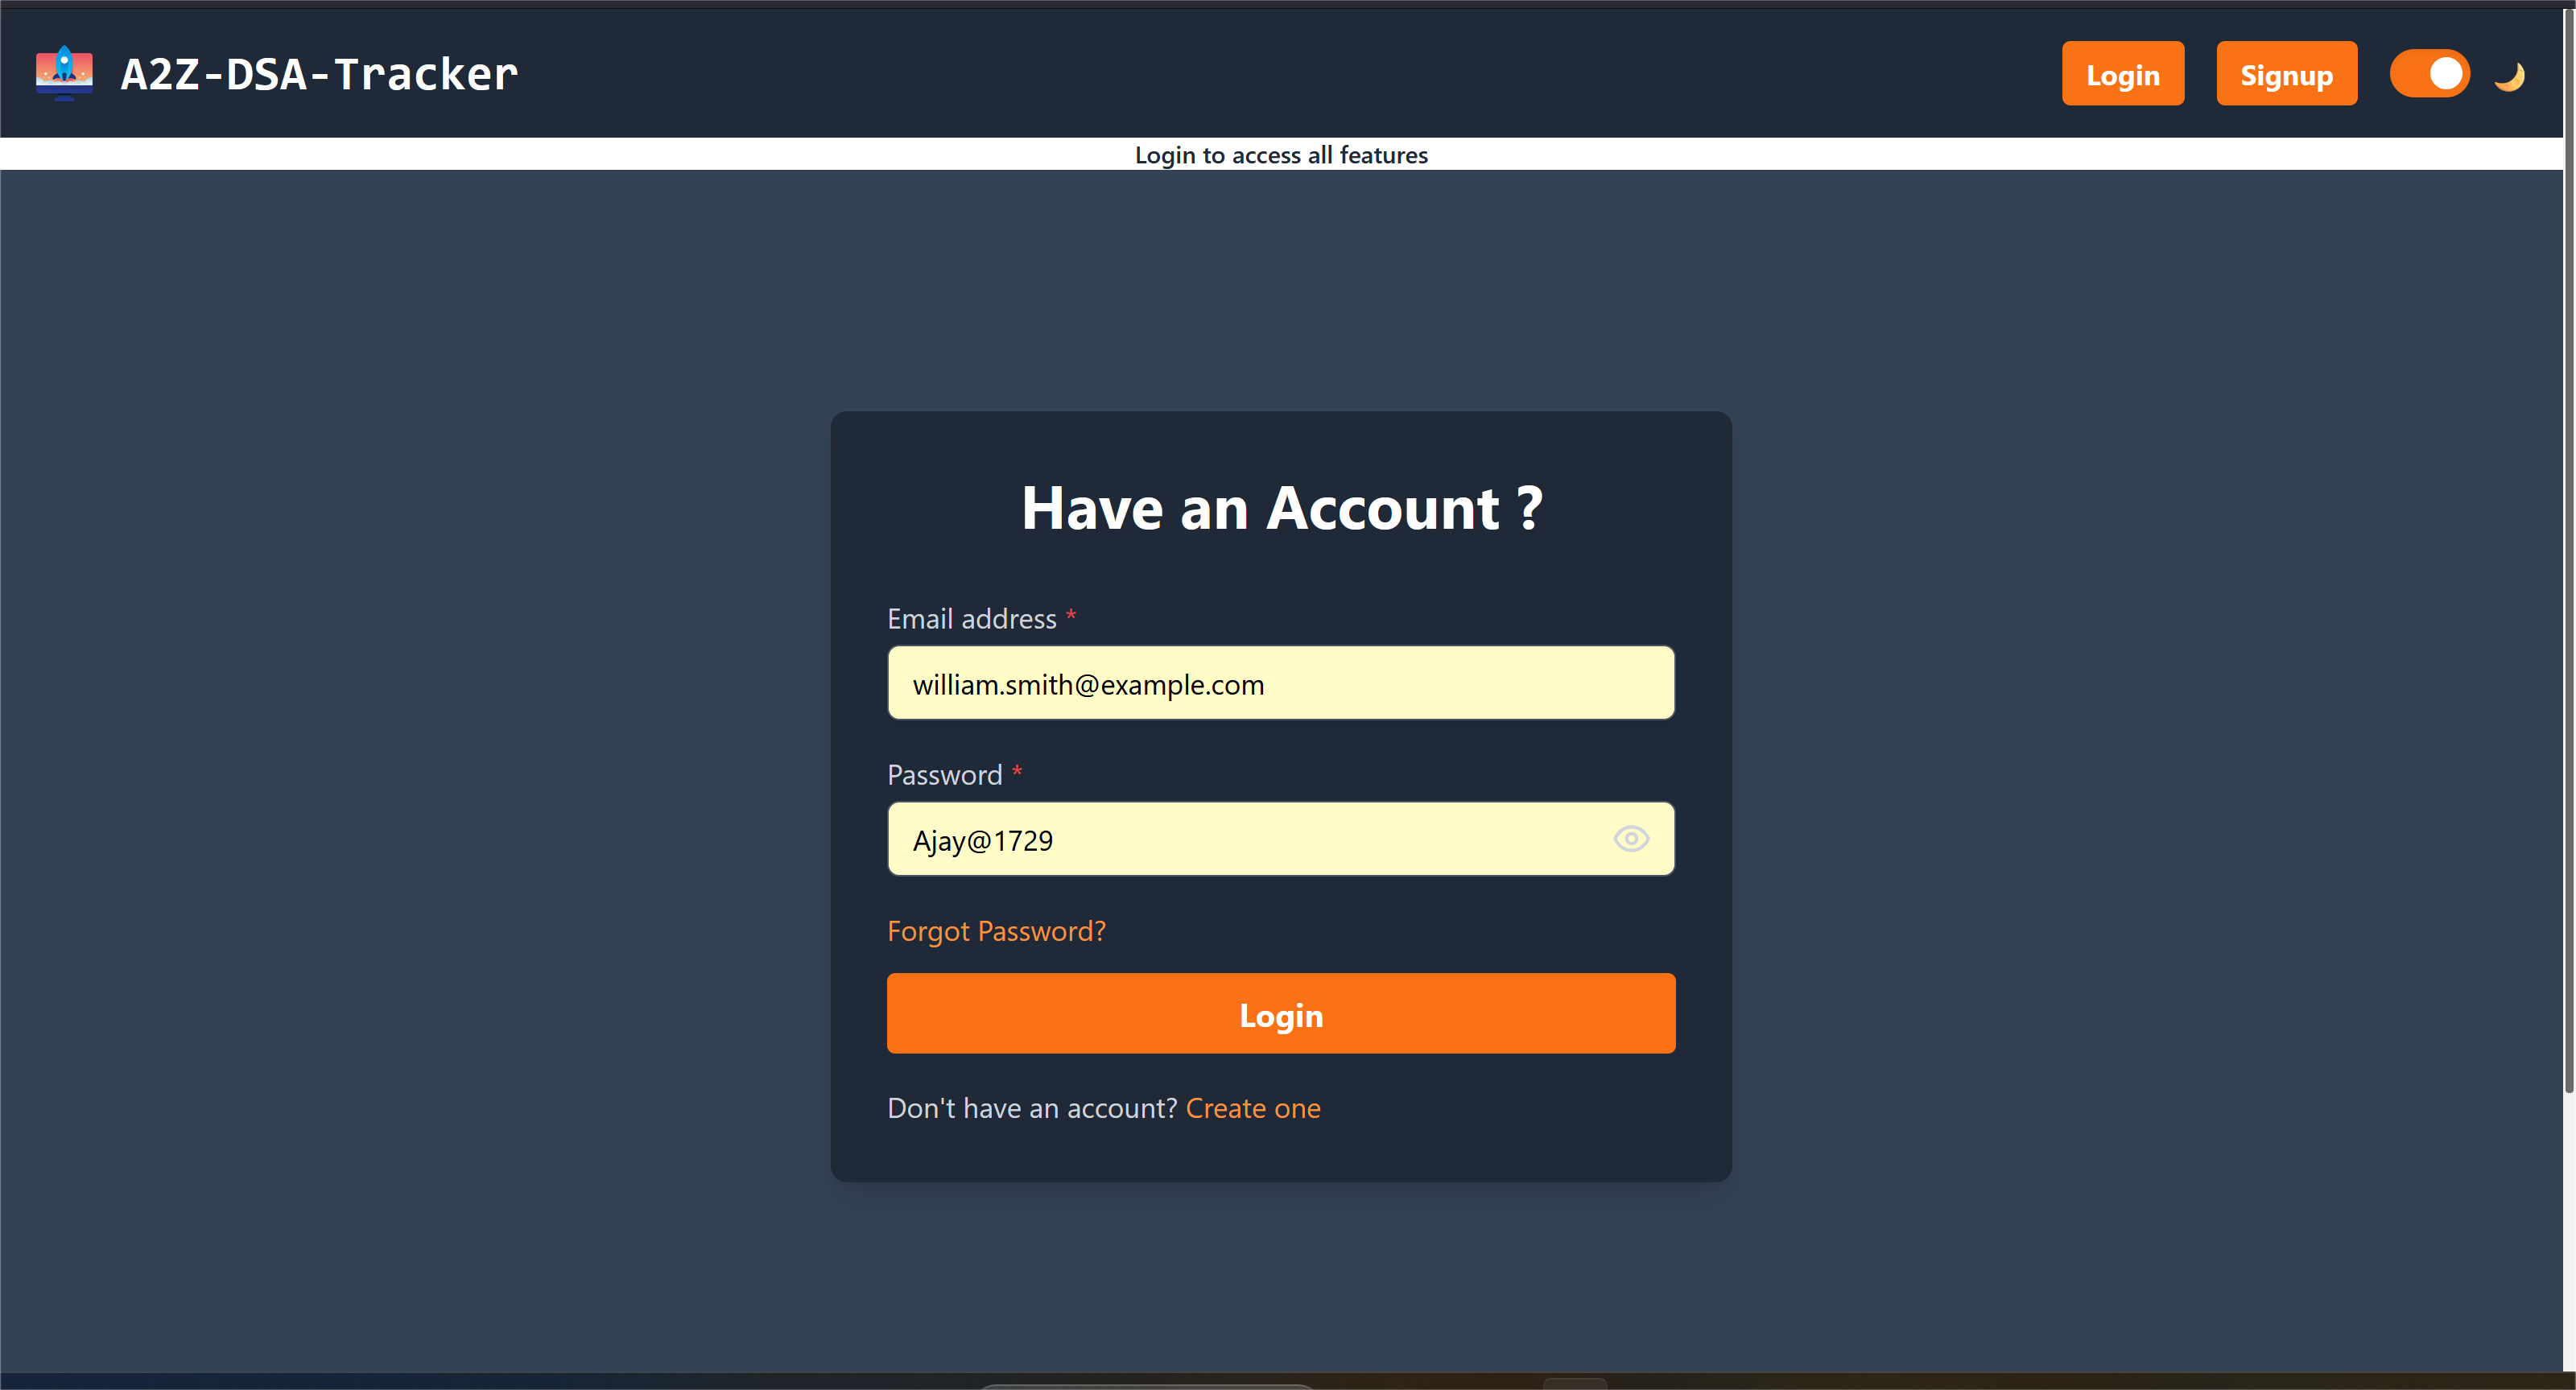 A2Z-DSA-Tracker
Login
Signup
Login to access all features
Have an Account ?
Email address *
william.smith@example.com
Password *
Ajay@1729
Forgot Password?
Login
Don't have an account? Create one